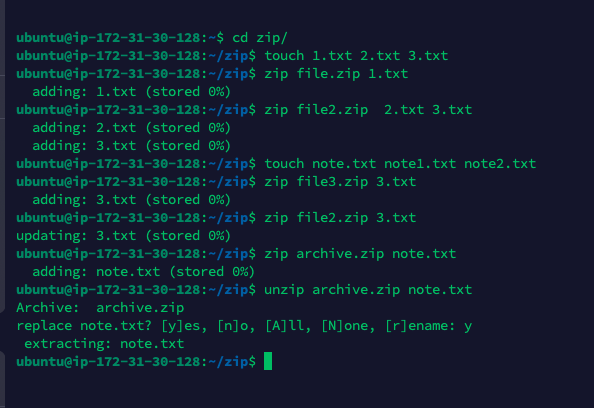 ubuntu@ip-172-31-30-128:~$ cd zip/
ubuntu@ip-172-31-30-128:~/zip$ touch 1.txt 2.txt 3.txt
ubuntu@ip-172-31-30-128:~/zip$ zip file.zip 1.txt
  adding: 1.txt (stored 0%)
ubuntu@ip-172-31-30-128:~/zip$ zip file2.zip  2.txt 3.txt
  adding: 2.txt (stored 0%)
  adding: 3.txt (stored 0%)
ubuntu@ip-172-31-30-128:~/zip$ touch note.txt note1.txt note2.txt
ubuntu@ip-172-31-30-128:~/zip$ zip file3.zip 3.txt
  adding: 3.txt (stored 0%)
ubuntu@ip-172-31-30-128:~/zip$ zip file2.zip 3.txt
updating: 3.txt (stored 0%)
ubuntu@ip-172-31-30-128:~/zip$ zip archive.zip note.txt
  adding: note.txt (stored 0%)
ubuntu@ip-172-31-30-128:~/zip$ unzip archive.zip note.txt
Archive:  archive.zip
replace note.txt? [y]es, [n]o, [A]ll, [N]one, [r]ename: y
 extracting: note.txt
ubuntu@ip-172-31-30-128:~/zip$